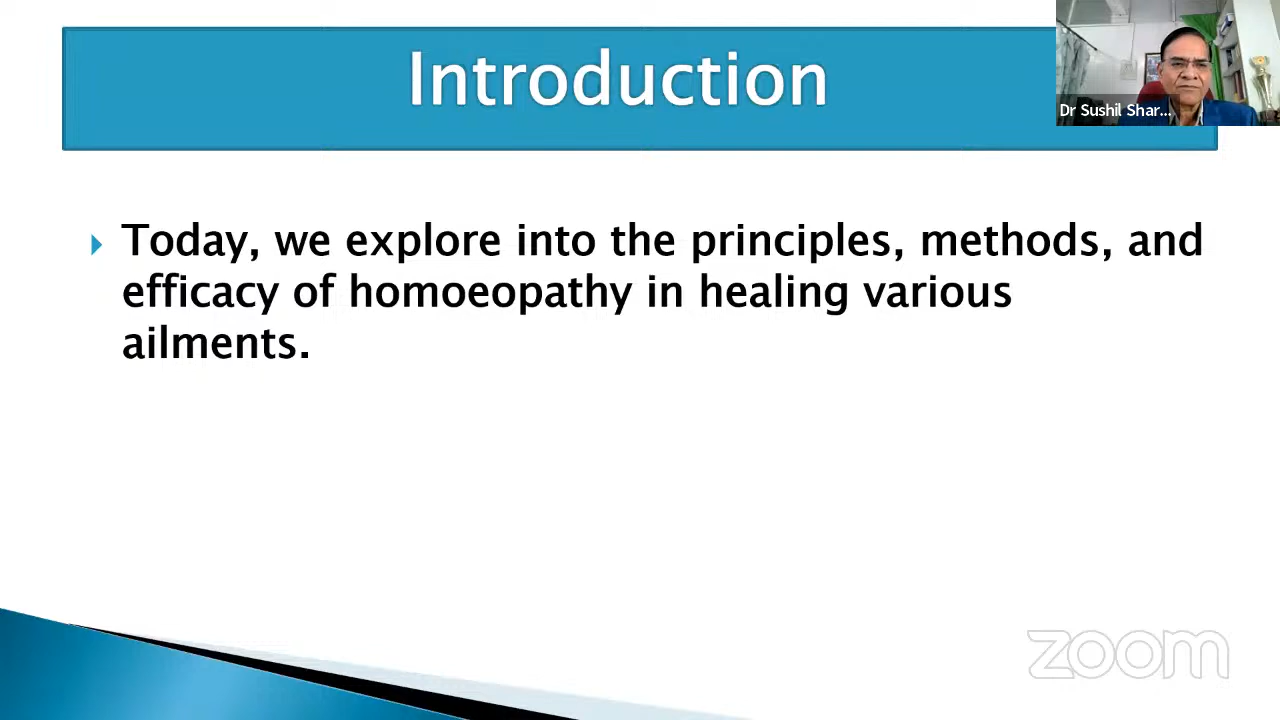 Introduction
Dr Sushil Shar...
Today, we explore into the principles, methods, and
efficacy of homoeopathy in healing various
ailments.
zoom